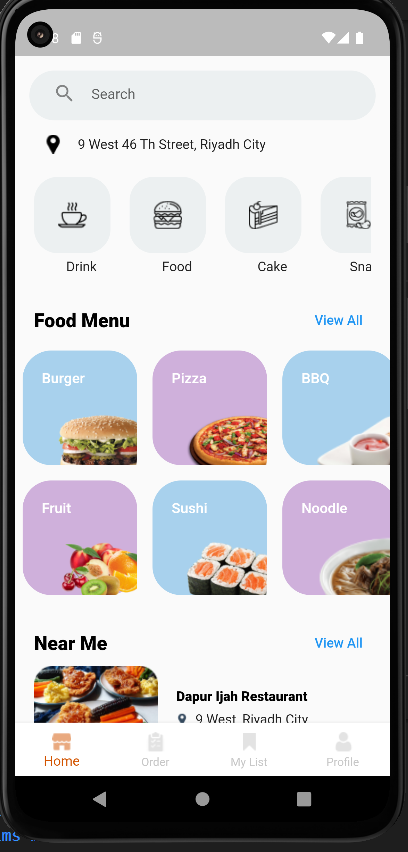 8
Search
9 West 46 Th Street, Riyadh City
Drink Food Cake Sna
Food Menu View All
Burger Pizza BBQ
Fruit Sushi Noodle
Near Me View All
Dapur Ijah Restaurant
9 West, Riyadh City
Home Order My List Profile
ms